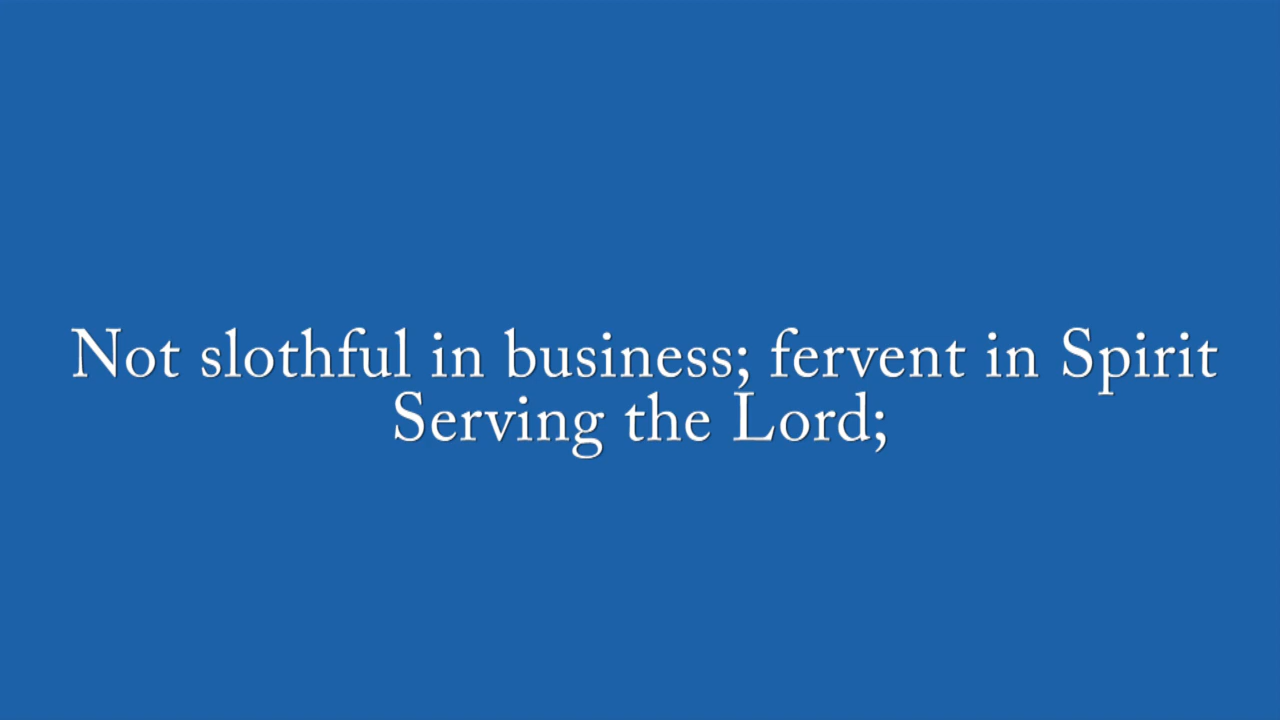 Not slothful in business; fervent in Spirit
Serving the Lord;